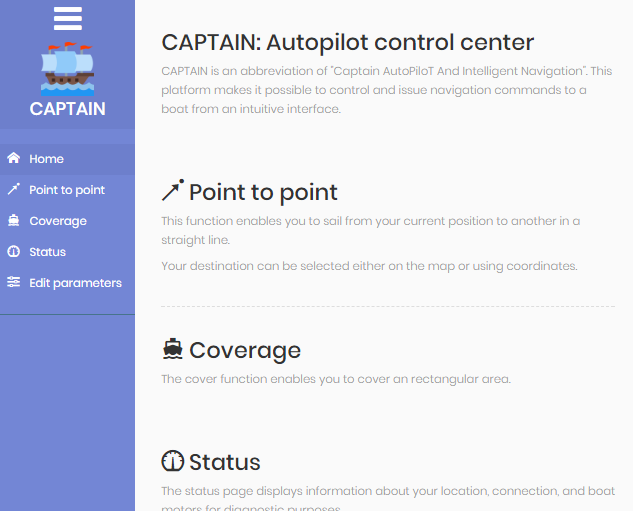 CAPTAIN
Home
Point to point
Coverage
Status
Edit parameters
CAPTAIN: Autopilot control center
CAPTAIN is an abbreviation of "Captain AutoPiloT And Intelligent Navigation". This
platform makes it possible to control and issue navigation commands to a
boat from an intuitive interface.
Point to point
This function enables you to sail from your current position to another in a
straight line.
Your destination can be selected either on the map or using coordinates.
Coverage
The cover function enables you to cover an rectangular area.
Status
The status page displays information about your location, connection, and boat
motors for diagnostic purposes